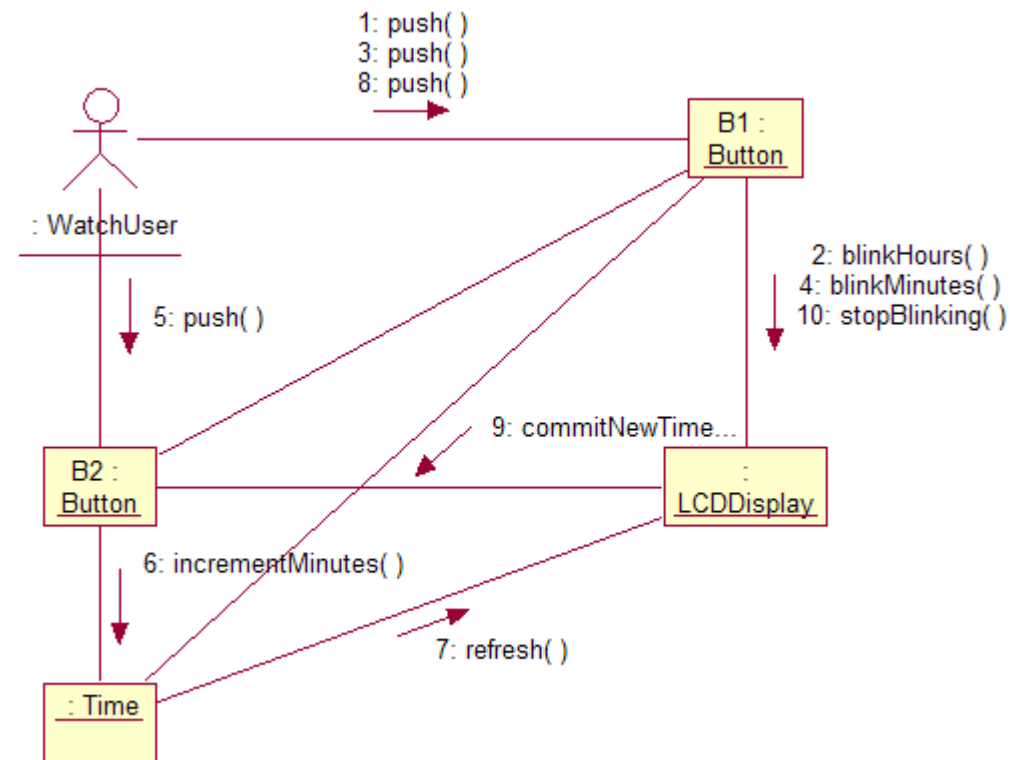 1: push( )
3: push( )
8: push( )
B1 :
Button
: WatchUser
2: blinkHours( )
4: blinkMinutes( )
10: stopBlinking( )
5: push( )
9: commitNewTime...
B2 :
Button
:
LCDDisplay
6: incrementMinutes( )
7: refresh( )
: Time